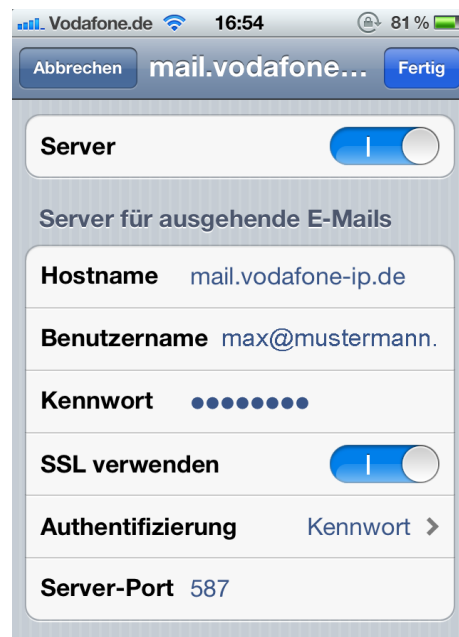 Vodafone.de 16:54 81 %
Abbrechen mail.vodafone... Fertig
Server
Server für ausgehende E-Mails
Hostname mail.vodafone-ip.de
Benutzername max@mustermann.
Kennwort ●●●●●●●●
SSL verwenden
Authentifizierung Kennwort
Server-Port 587